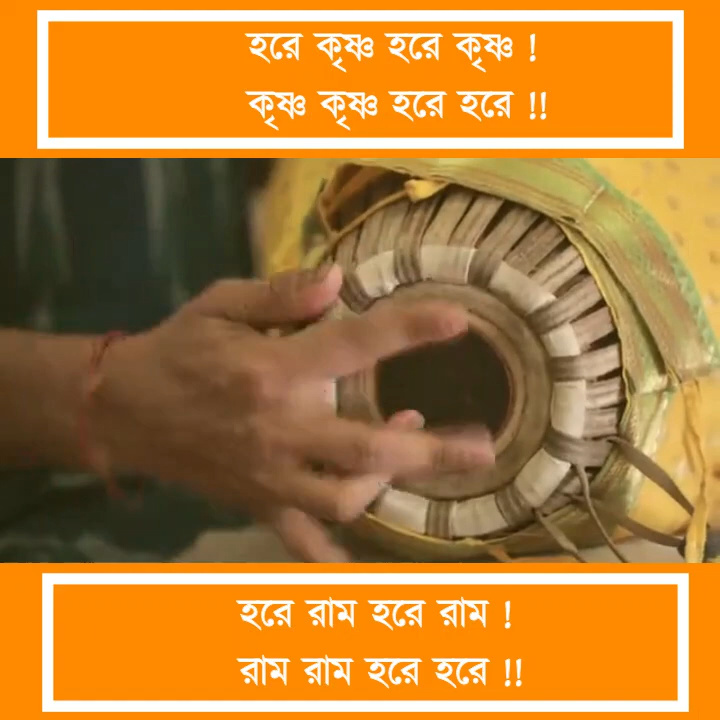 হরে কৃষ্ণ হরে কৃষ্ণ !
কৃষ্ণ কৃষ্ণ হরে হরে !!
হরে রাম হরে রাম !
রাম রাম হরে হরে !!